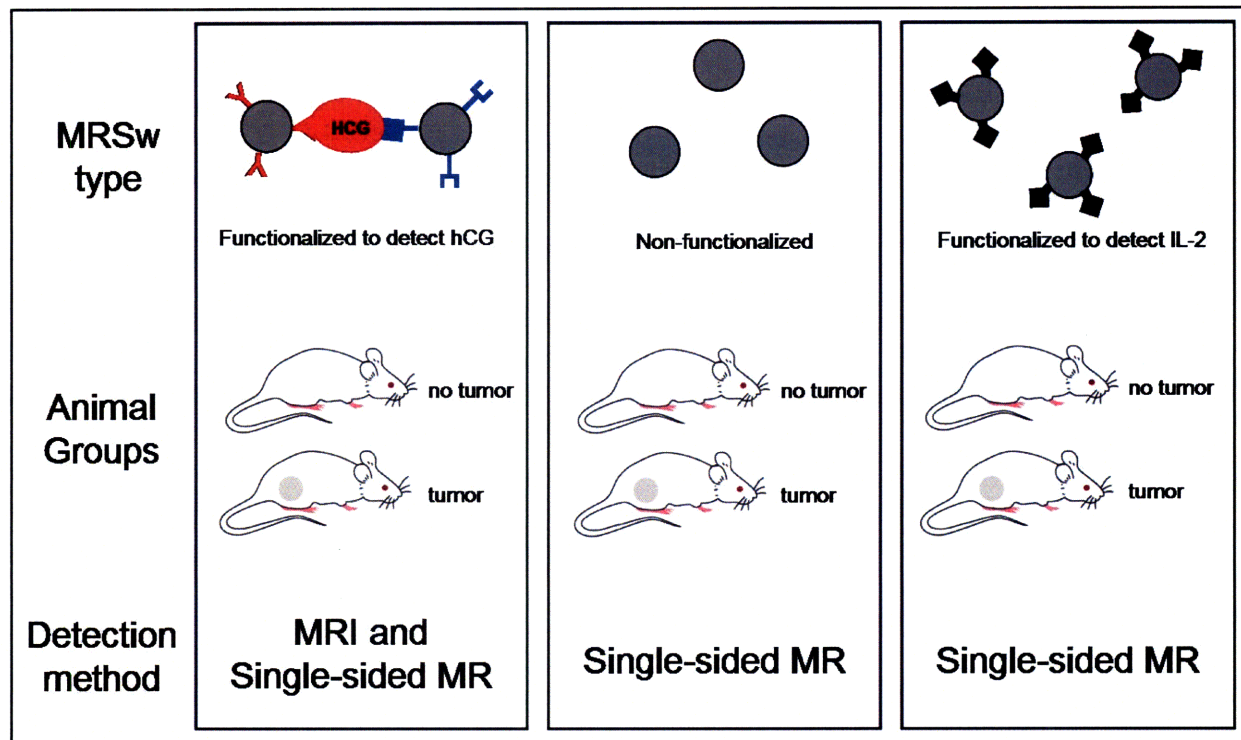 MRSw
type
HCG
Functionalized to detect hCG
Non-functionalized
Functionalized to detect IL-2
Animal
Groups
no tumor
no tumor
no tumor
tumor
tumor
tumor
Detection
method
MRI and
Single-sided MR
Single-sided MR
Single-sided MR